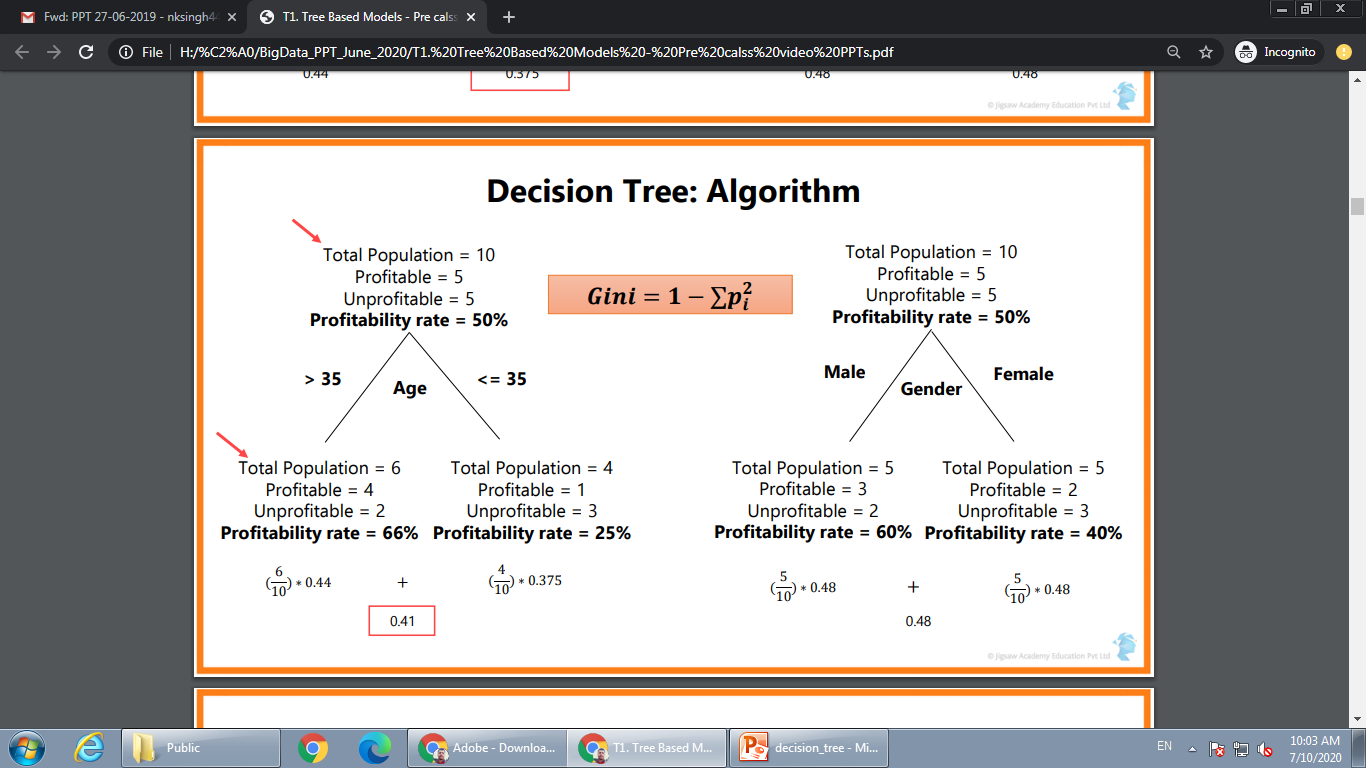 Fwd: PPT 27-06-2019 - nksingh44
T1. Tree Based Models - Pre calss
File
H:/%C2%A0/BigData_PPT_June_2020/T1.%20Tree%20Based%20Models%20-%20Pre%20calss%20video%20PPTs.pdf
Incognito
0.44 0.375 0.48 0.48
© Jigsaw Academy Education Pvt Ltd
Decision Tree: Algorithm
Total Population = 10
Profitable = 5
Unprofitable = 5
Profitability rate = 50%
Gini = 1 − ∑pᵢ²
Total Population = 10
Profitable = 5
Unprofitable = 5
Profitability rate = 50%
> 35
Age
<= 35
Male
Gender
Female
Total Population = 6
Profitable = 4
Unprofitable = 2
Profitability rate = 66%
Total Population = 4
Profitable = 1
Unprofitable = 3
Profitability rate = 25%
Total Population = 5
Profitable = 3
Unprofitable = 2
Profitability rate = 60%
Total Population = 5
Profitable = 2
Unprofitable = 3
Profitability rate = 40%
(6/10) * 0.44 + (4/10) * 0.375
0.41
(5/10) * 0.48 + (5/10) * 0.48
0.48
© Jigsaw Academy Education Pvt Ltd
Public
Adobe - Downloa...
T1. Tree Based M...
decision_tree - Mi...
EN
10:03 AM
7/10/2020